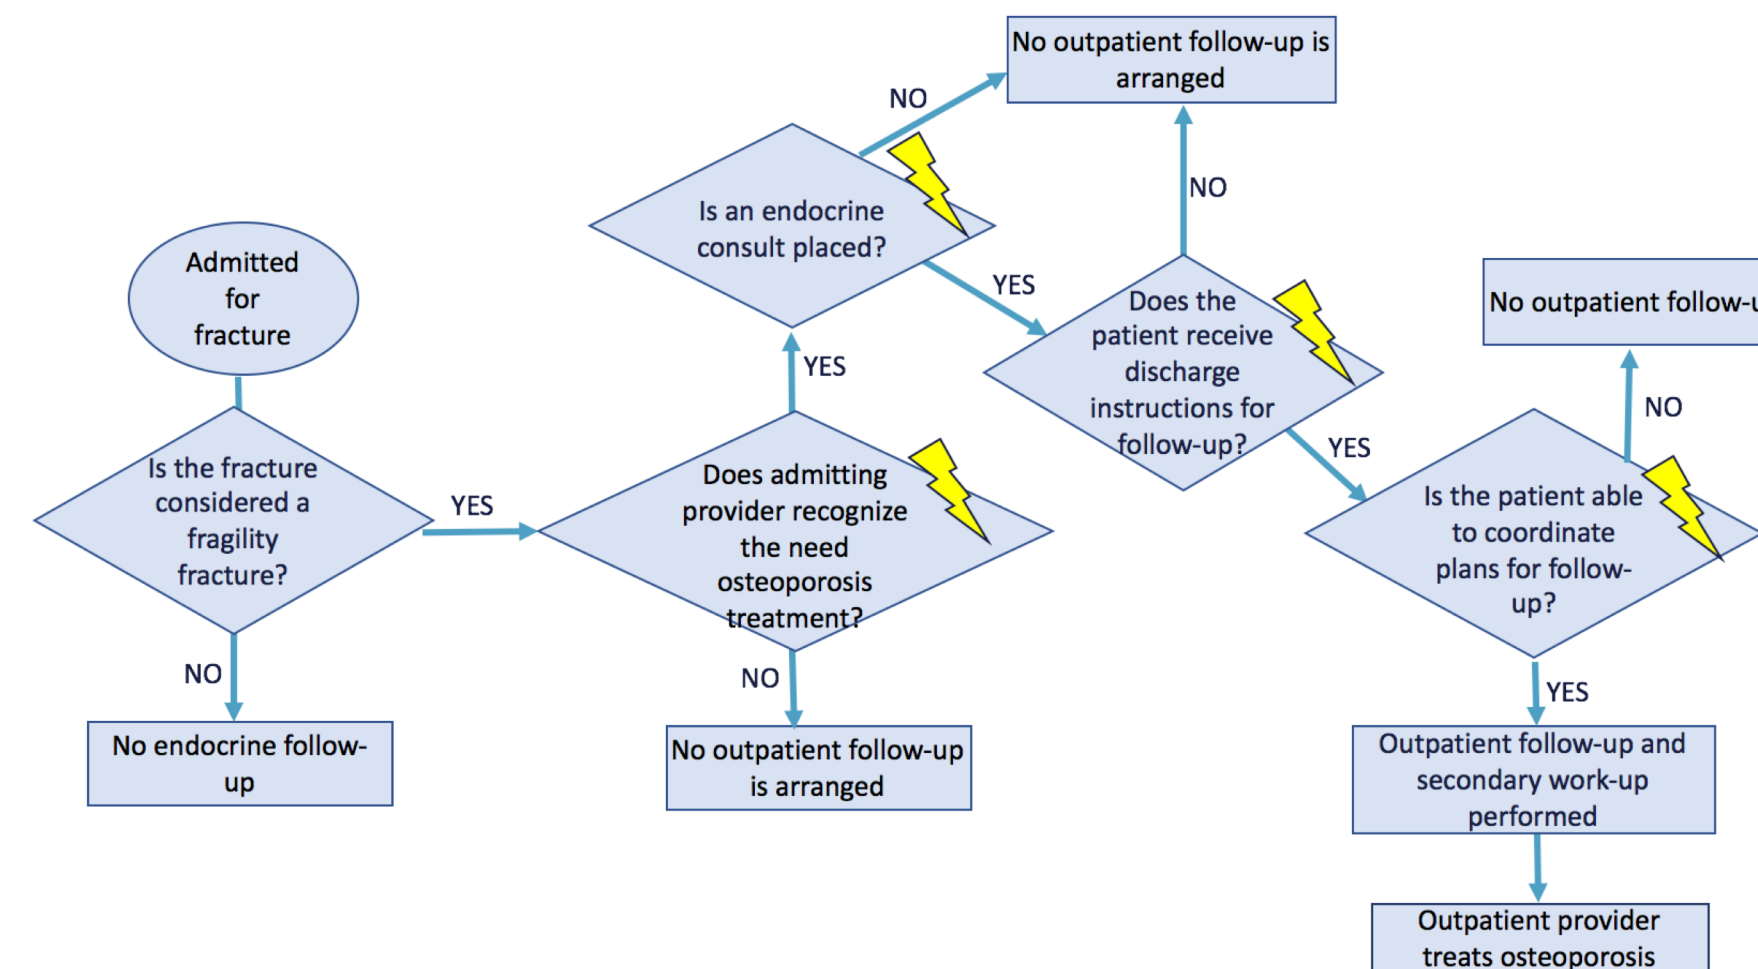 Admitted
for
fracture
Is the fracture
considered a
fragility
fracture?
YES
NO
No endocrine follow-
up
Does admitting
provider recognize
the need
osteoporosis
treatment?
YES
NO
No outpatient follow-up
is arranged
Is an endocrine
consult placed?
NO
YES
No outpatient follow-up is
arranged
Does the
patient receive
discharge
instructions for
follow-up?
NO
YES
Is the patient able
to coordinate
plans for follow-
up?
NO
No outpatient follow-u
YES
Outpatient follow-up and
secondary work-up
performed
Outpatient provider
treats osteoporosis